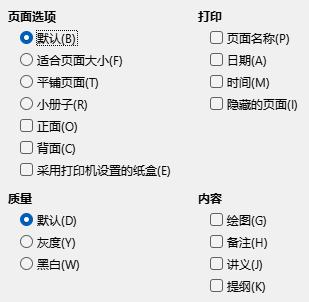 页面选项
默认(B)
适合页面大小(F)
平铺页面(T)
小册子(R)
正面(O)
背面(C)
采用打印机设置的纸盒(E)
打印
页面名称(P)
日期(A)
时间(M)
隐藏的页面(I)
质量
默认(D)
灰度(Y)
黑白(W)
内容
绘图(G)
备注(H)
讲义(J)
提纲(K)